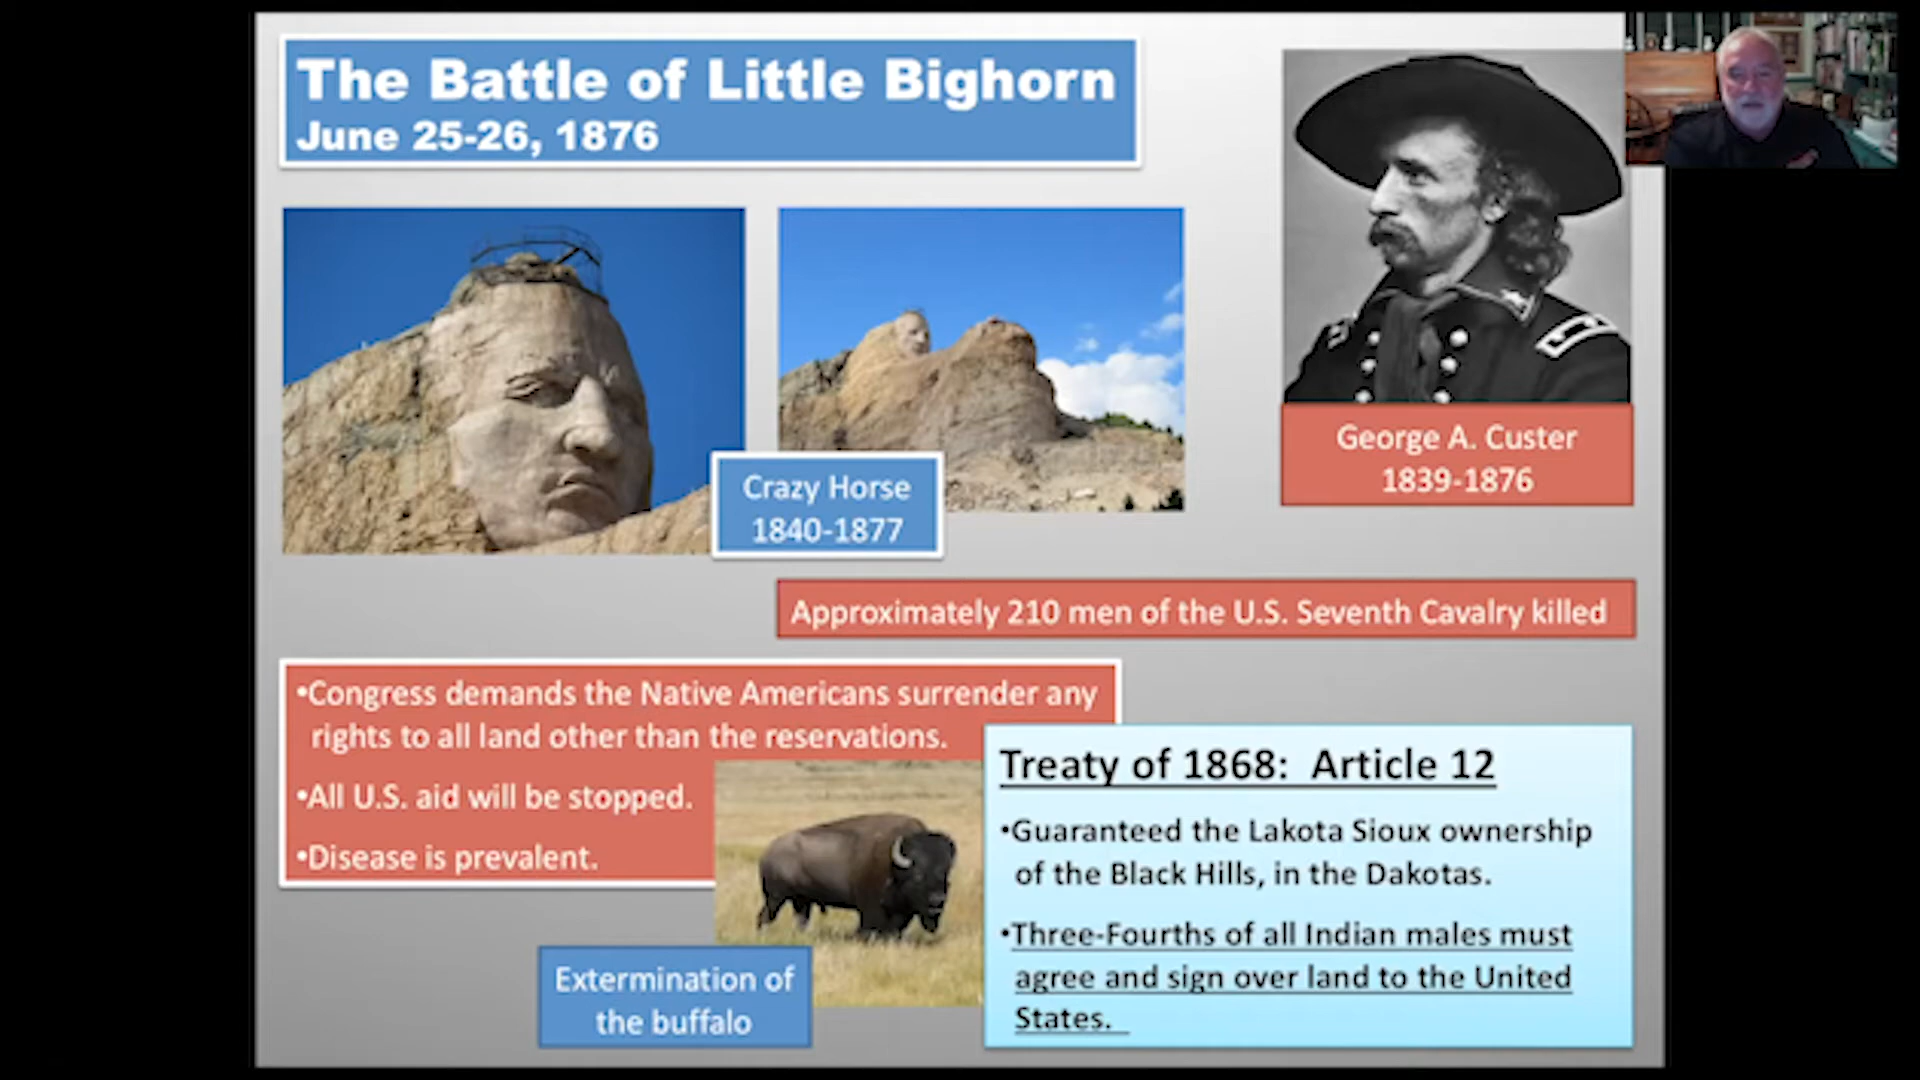 The Battle of Little Bighorn
June 25-26, 1876
George A. Custer
1839-1876
Crazy Horse
1840-1877
Approximately 210 men of the U.S. Seventh Cavalry killed
•Congress demands the Native Americans surrender any
rights to all land other than the reservations.
•All U.S. aid will be stopped.
•Disease is prevalent.
Extermination of
the buffalo
Treaty of 1868:  Article 12
•Guaranteed the Lakota Sioux ownership
of the Black Hills, in the Dakotas.
•Three-Fourths of all Indian males must
agree and sign over land to the United
States.